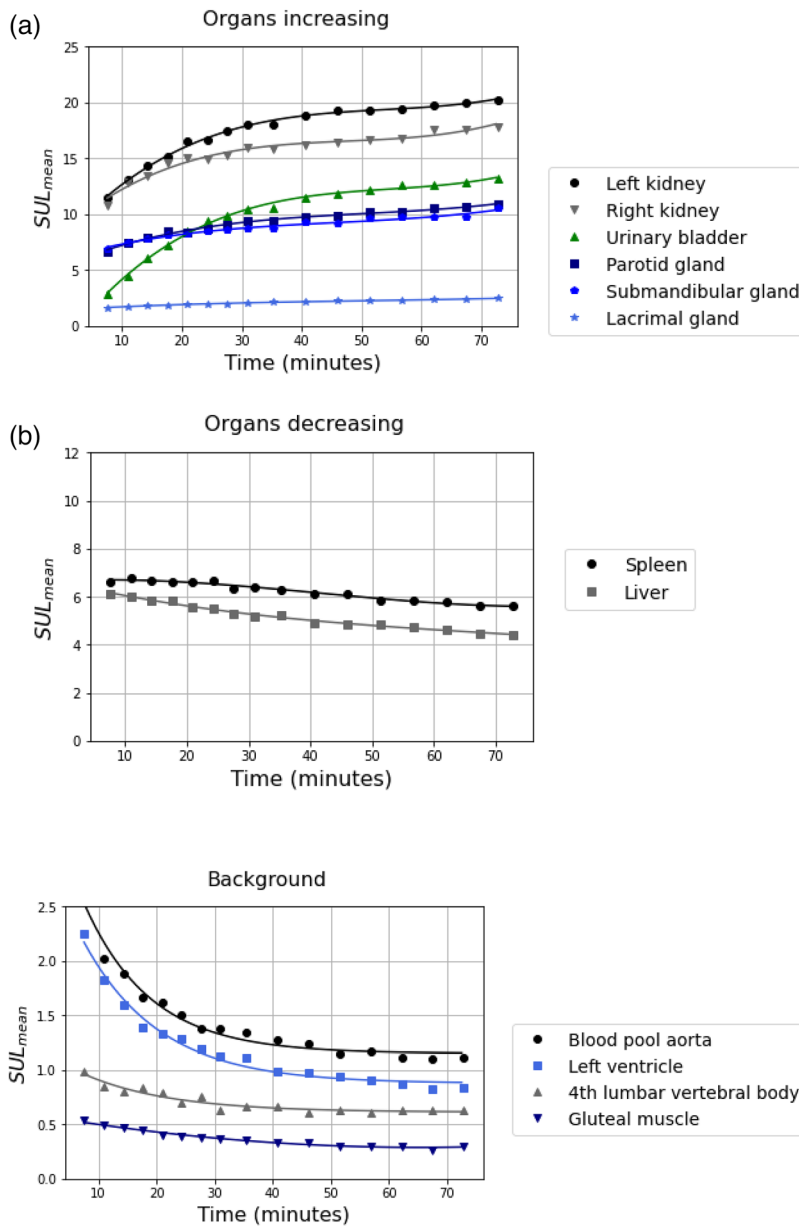 (a)
Organs increasing
25
20
15
10
5
0
SUL_mean
10 20 30 40 50 60 70
Time (minutes)
Left kidney
Right kidney
Urinary bladder
Parotid gland
Submandibular gland
Lacrimal gland
(b)
Organs decreasing
12
10
8
6
4
2
0
SUL_mean
10 20 30 40 50 60 70
Time (minutes)
Spleen
Liver
Background
2.5
2.0
1.5
1.0
0.5
0.0
SUL_mean
10 20 30 40 50 60 70
Time (minutes)
Blood pool aorta
Left ventricle
4th lumbar vertebral body
Gluteal muscle